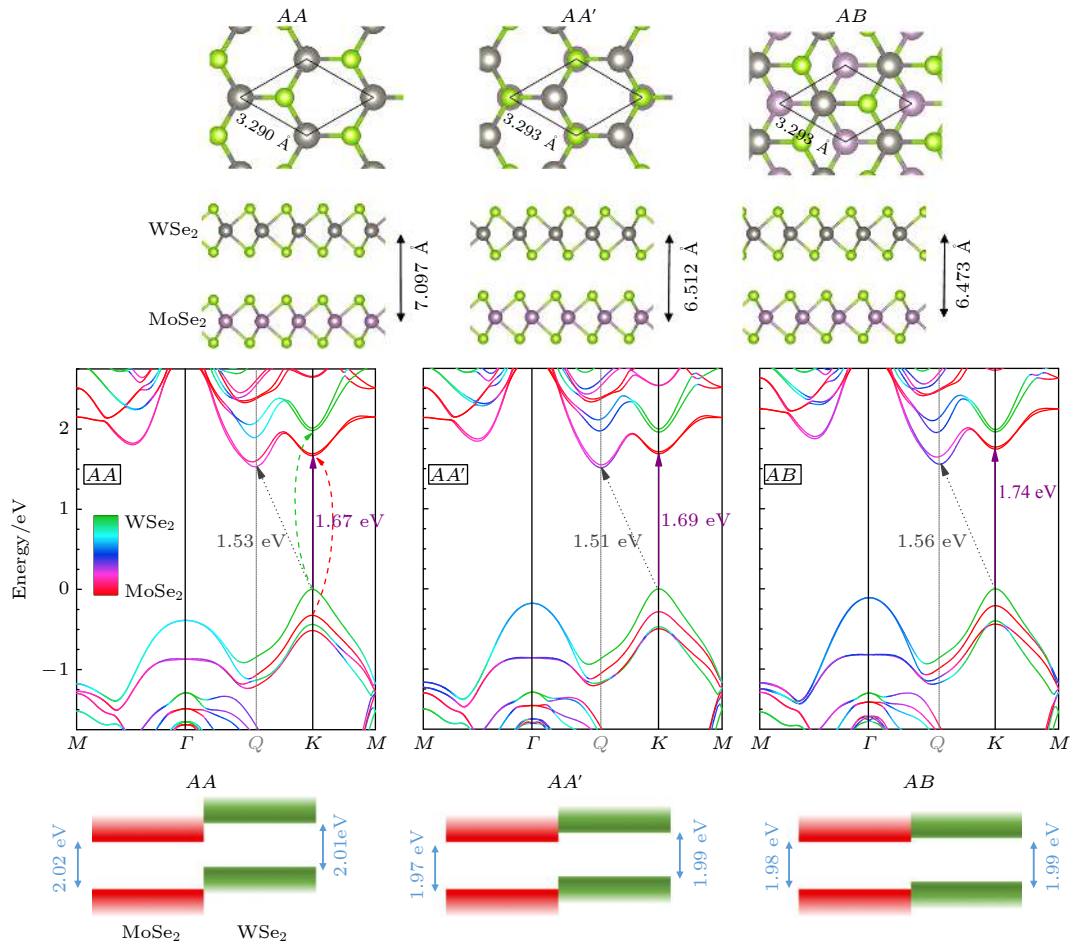 AA AA′ AB
3.290 Å 3.293 Å 3.293 Å
WSe₂
7.097 Å 6.512 Å 6.473 Å
MoSe₂
Energy/eV
2
1
0
−1
AA
WSe₂
MoSe₂
1.53 eV
1.67 eV
AA′
1.51 eV
1.69 eV
AB
1.56 eV
1.74 eV
M Γ Q K M Γ Q K M Γ Q K M
AA AA′ AB
2.02 eV 2.01eV 1.97 eV 1.99 eV 1.98 eV 1.99 eV
MoSe₂ WSe₂